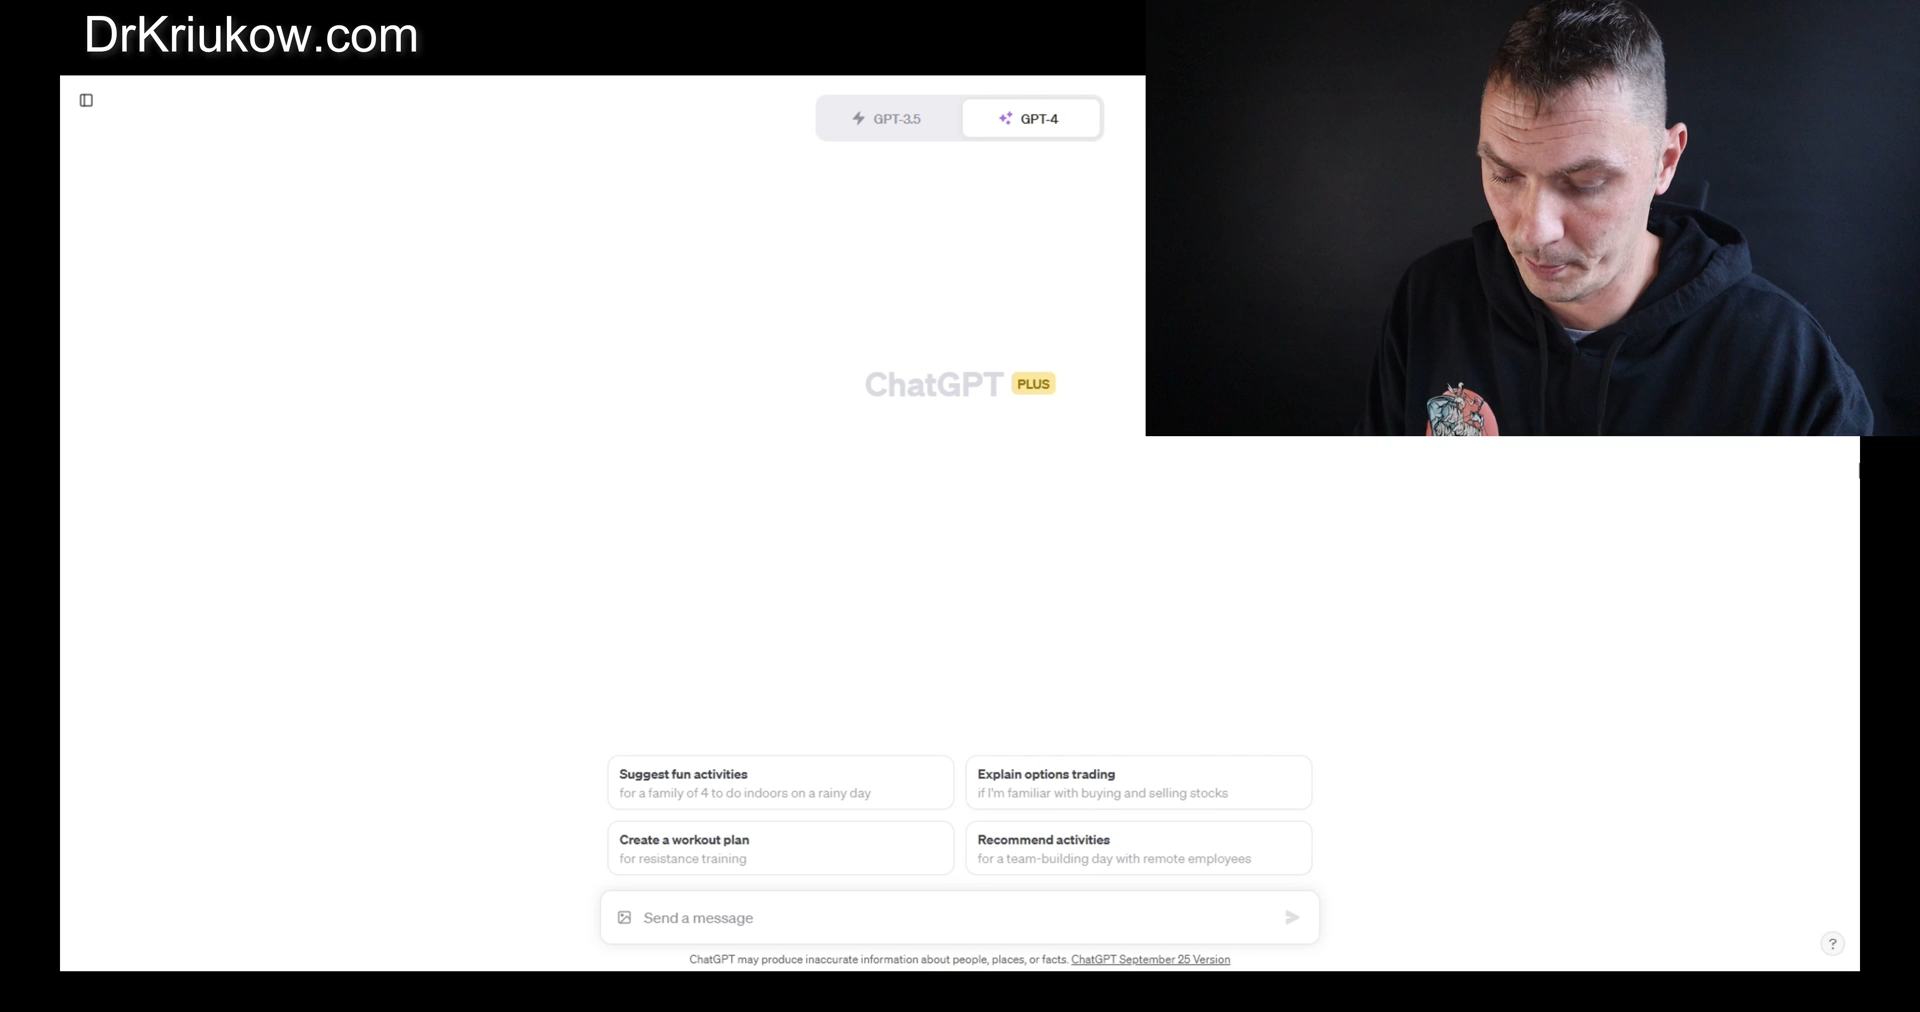 DrKriukow.com
GPT-3.5
GPT-4
ChatGPT PLUS
Suggest fun activities
for a family of 4 to do indoors on a rainy day
Explain options trading
if I'm familiar with buying and selling stocks
Create a workout plan
for resistance training
Recommend activities
for a team-building day with remote employees
Send a message
ChatGPT may produce inaccurate information about people, places, or facts. ChatGPT September 25 Version
?